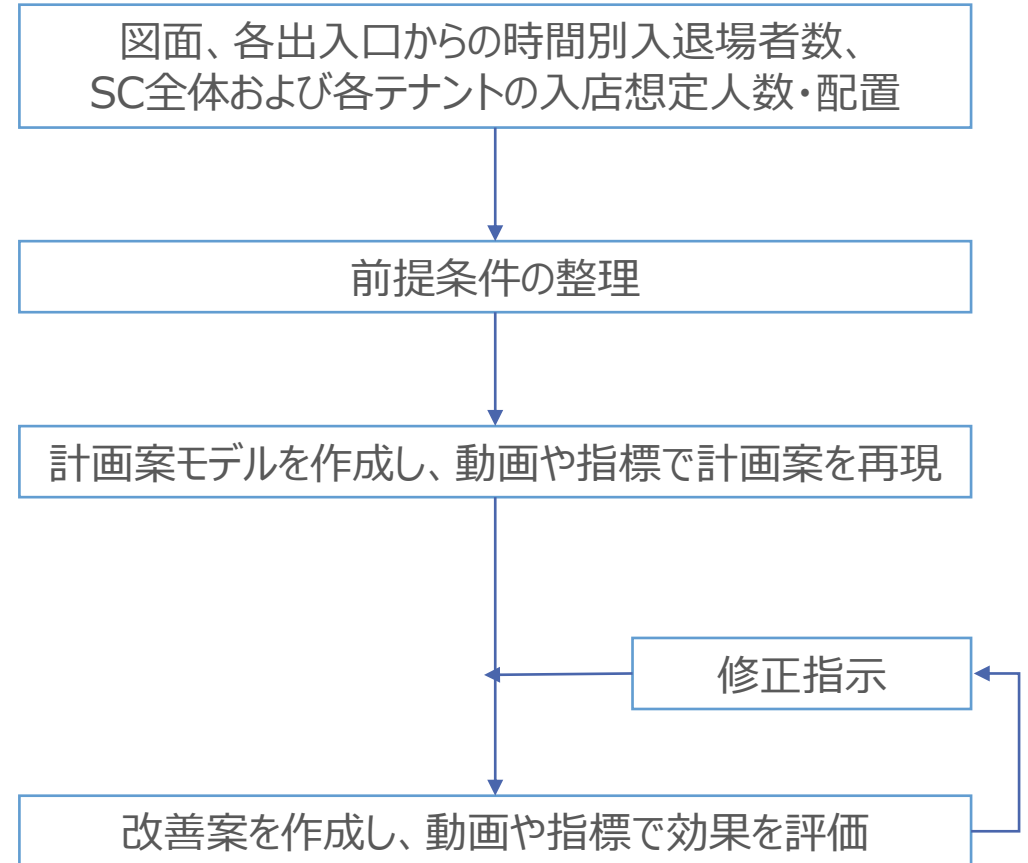 図面、各出入口からの時間別入退場者数、
SC全体および各テナントの入店想定人数・配置
前提条件の整理
計画案モデルを作成し、動画や指標で計画案を再現
修正指示
改善案を作成し、動画や指標で効果を評価